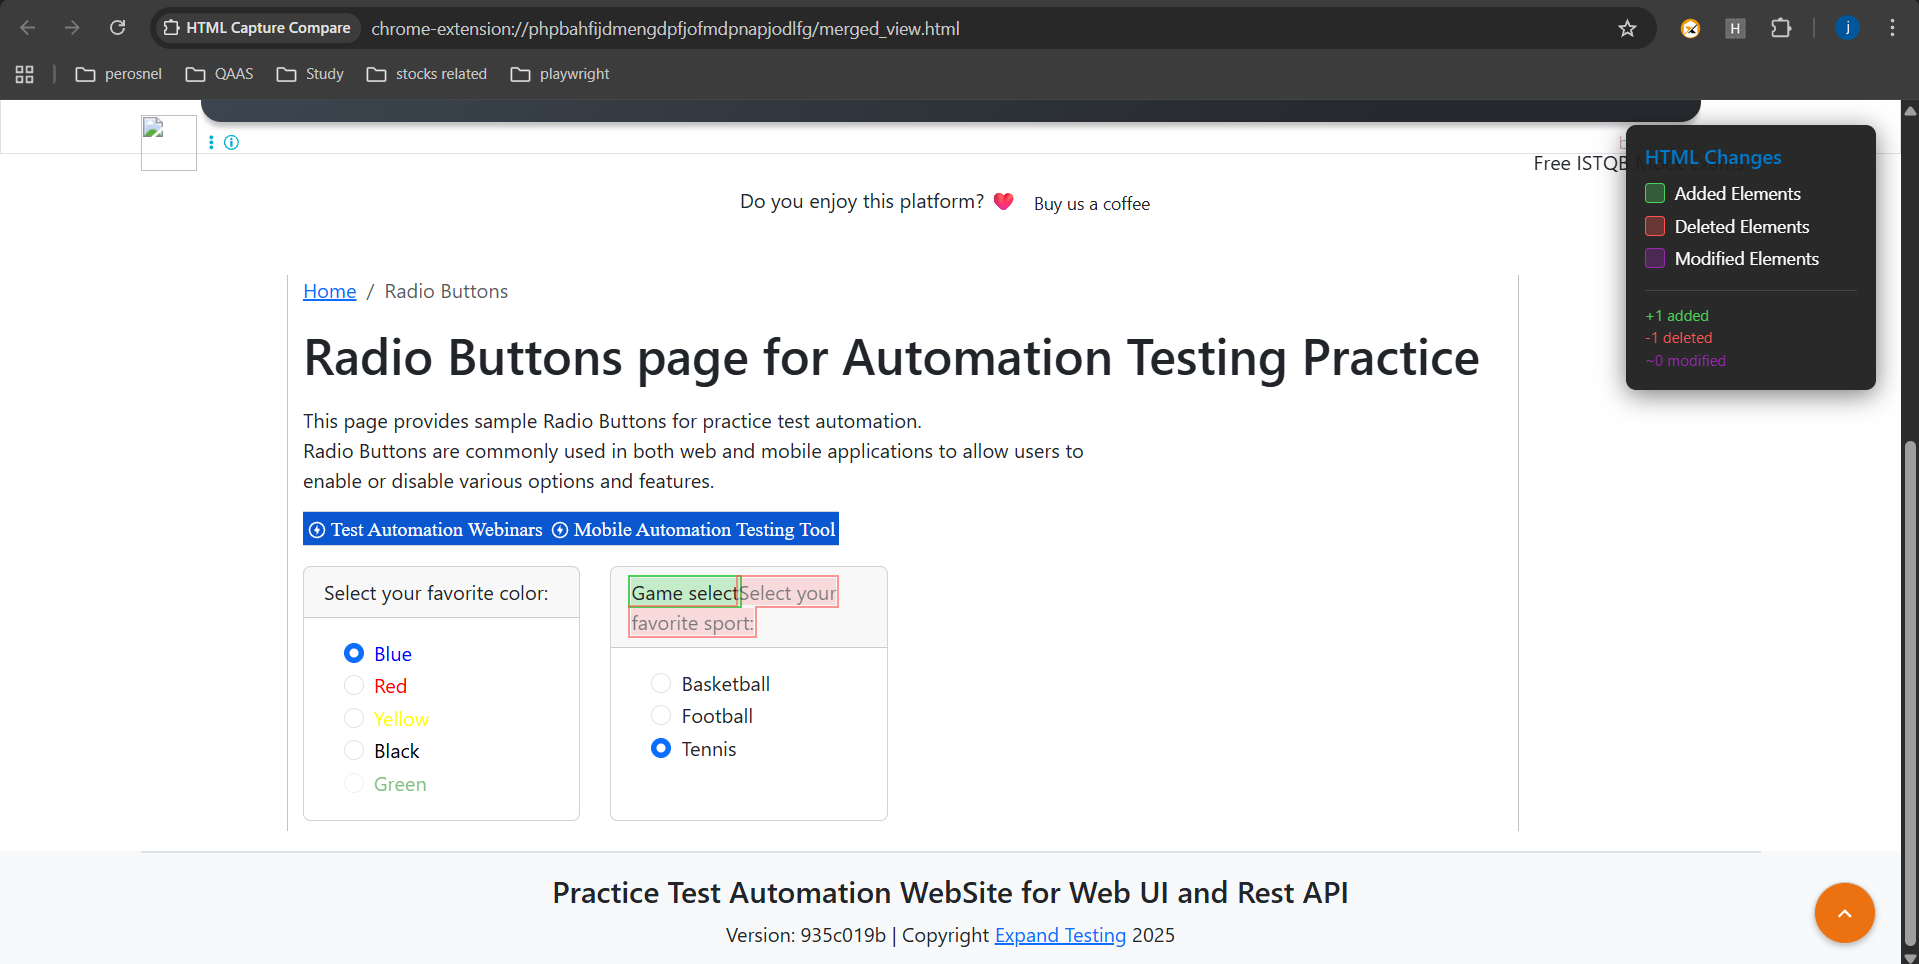 HTML Capture Compare
chrome-extension://phpbahfijdmengdpfjofmdpnapjodlfg/merged_view.html
H
j
perosnel
QAAS
Study
stocks related
playwright
Free ISTQB
HTML Changes
Added Elements
Deleted Elements
Modified Elements
+1 added
-1 deleted
~0 modified
Do you enjoy this platform?
Buy us a coffee
Home / Radio Buttons
Radio Buttons page for Automation Testing Practice
This page provides sample Radio Buttons for practice test automation.
Radio Buttons are commonly used in both web and mobile applications to allow users to
enable or disable various options and features.
Test Automation Webinars Mobile Automation Testing Tool
Select your favorite color:
Blue
Red
Yellow
Black
Green
Game selectSelect your
favorite sport:
Basketball
Football
Tennis
Practice Test Automation WebSite for Web UI and Rest API
Version: 935c019b | Copyright Expand Testing 2025